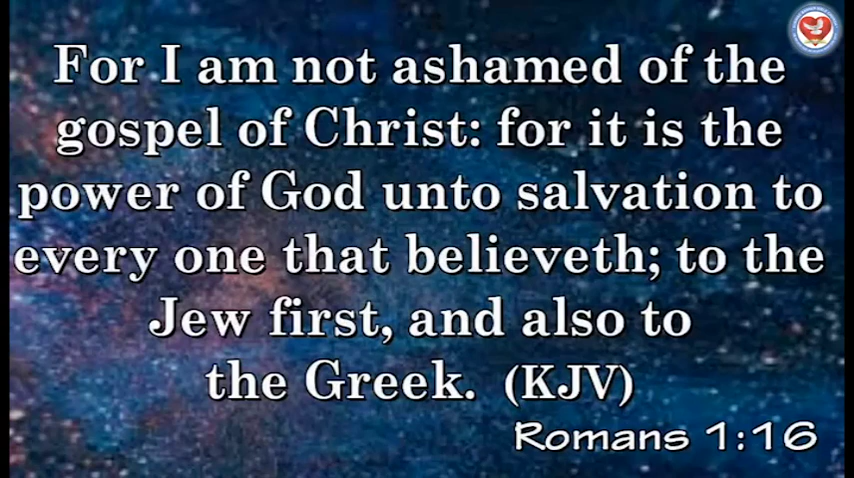 For I am not ashamed of the
gospel of Christ: for it is the
power of God unto salvation to
every one that believeth; to the
Jew first, and also to
the Greek. (KJV)
Romans 1:16